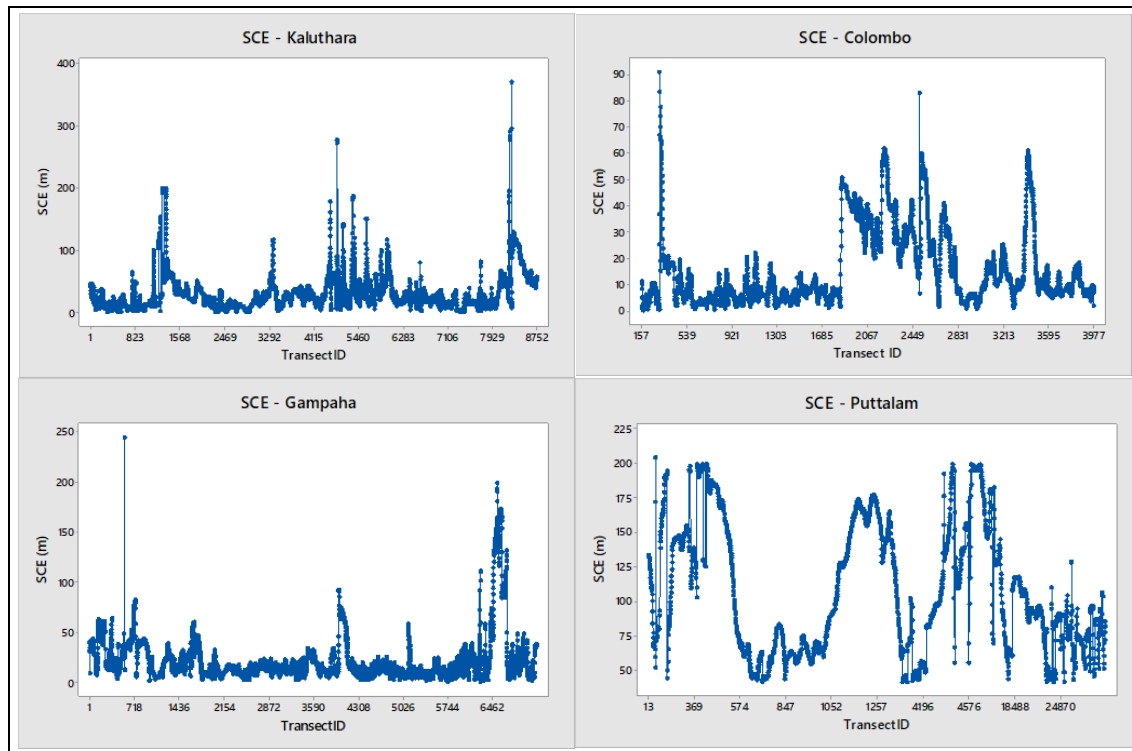 SCE - Kaluthara
400
300
200
100
0
SCE (m)
1 823 1568 2469 3292 4115 5460 6283 7106 7929 8752
TransectID
SCE - Colombo
90
80
70
60
50
40
30
20
10
0
SCE (m)
157 539 921 1303 1685 2067 2449 2831 3213 3595 3977
Transect ID
SCE - Gampaha
250
200
150
100
50
0
SCE (m)
1 718 1436 2154 2872 3590 4308 5026 5744 6462
TransectID
SCE - Puttalam
225
200
175
150
125
100
75
50
SCE (m)
13 369 574 847 1052 1257 4196 4576 18488 24870
TransectID